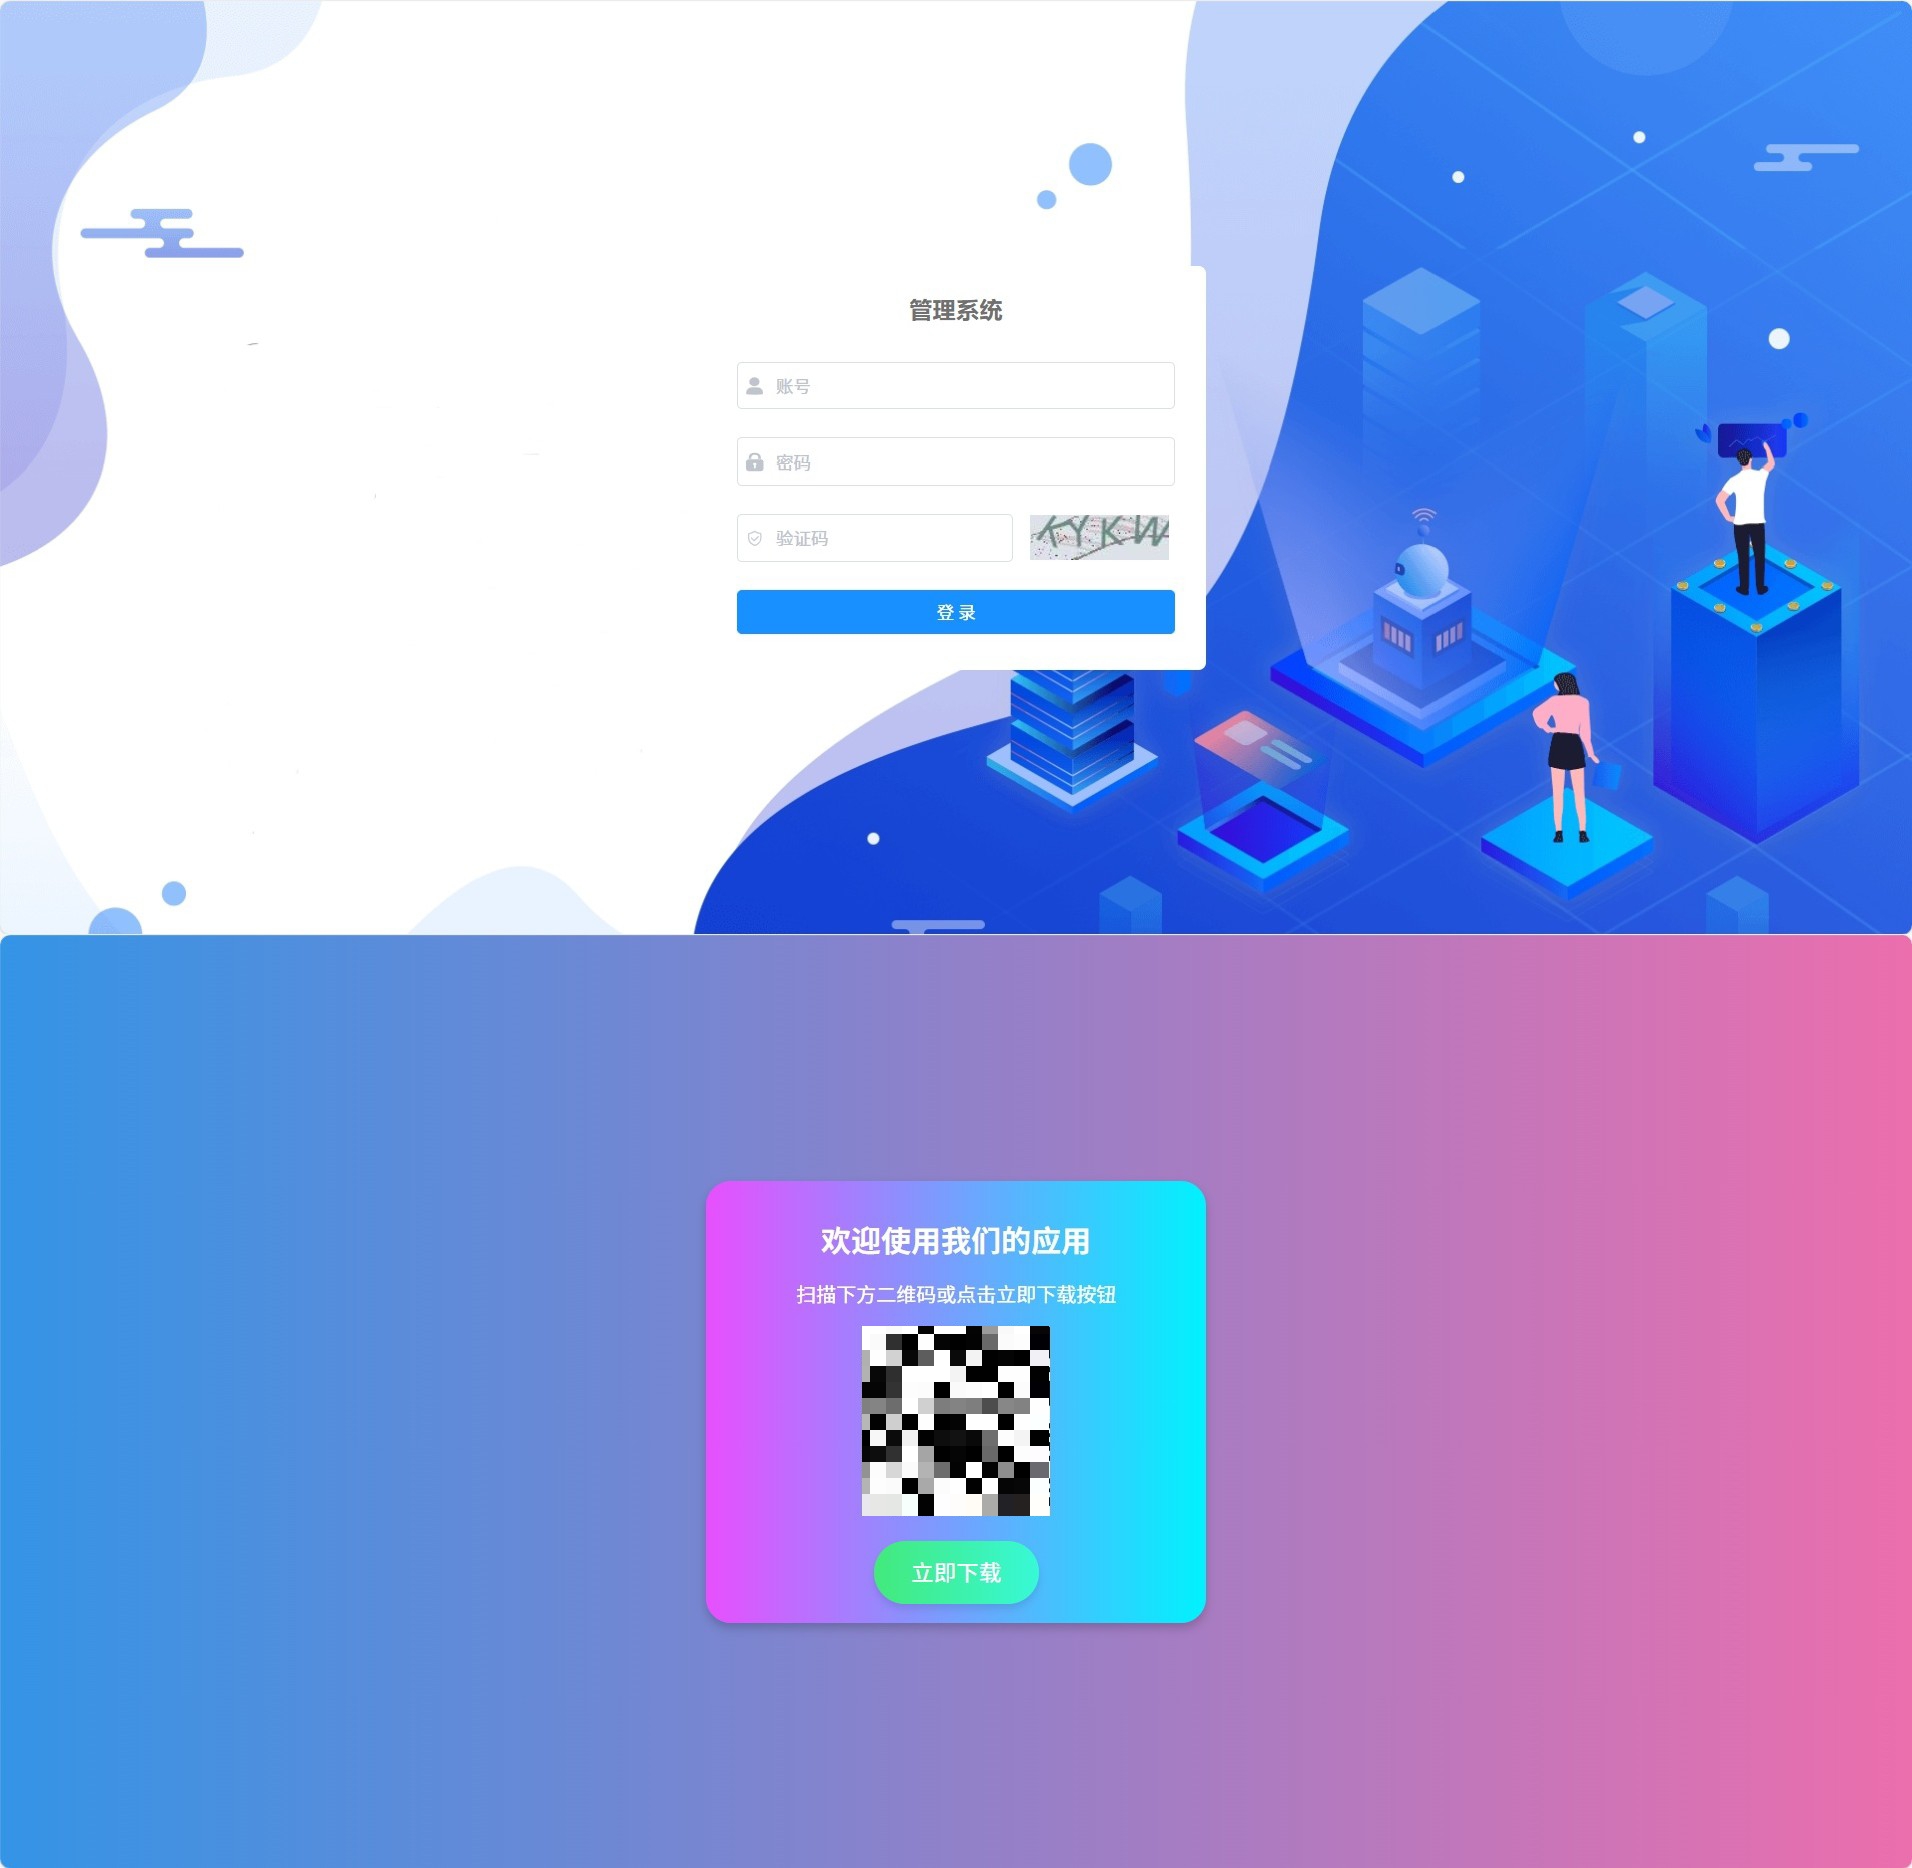 管理系统
账号
密码
验证码
登 录
欢迎使用我们的应用
扫描下方二维码或点击立即下载按钮
立即下载